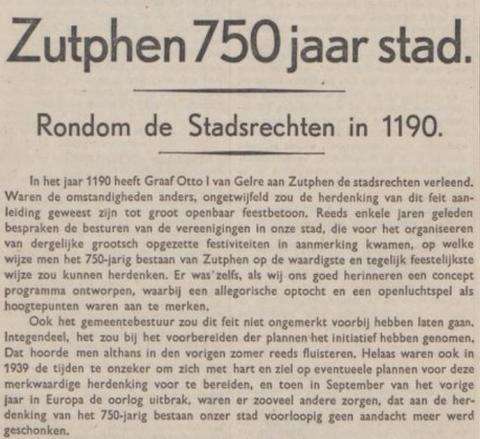 Zutphen 750 jaar stad.
Rondom de Stadsrechten in 1190.
In het jaar 1190 heeft Graaf Otto I van Gelre aan Zutphen de stadsrechten verleend.
Waren de omstandigheden anders, ongetwijfeld zou de herdenking van dit feit aan-
leiding geweest zijn tot groot openbaar feestbetoon. Reeds enkele jaren geleden
bespraken de besturen van de vereenigingen in onze stad, die voor het organiseeren
van dergelijke grootsch opgezette festiviteiten in aanmerking kwamen, op welke
wijze men het 750-jarig bestaan van Zutphen op de waardigste en tegelijk feestelijkste
wijze zou kunnen herdenken. Er was zelfs, als wij ons goed herinneren een concept
programma ontworpen, waarbij een allegorische optocht en een openluchtspel als
hoogtepunten waren aan te merken.
Ook het gemeentebestuur zou dit feit niet ongemerkt voorbij hebben laten gaan.
Integendeel, het zou bij het voorbereiden der plannen het initiatief hebben genomen.
Dat hoorde men althans in den vorigen zomer reeds fluisteren. Helaas waren ook in
1939 de tijden te onzeker om zich met hart en ziel op eventueele plannen voor deze
merkwaardige herdenking voor te bereiden, en toen in September van het vorige
jaar in Europa de oorlog uitbrak, waren er zooveel andere zorgen, dat aan de her-
denking van het 750-jarig bestaan onzer stad voorloopig geen aandacht meer werd
geschonken.